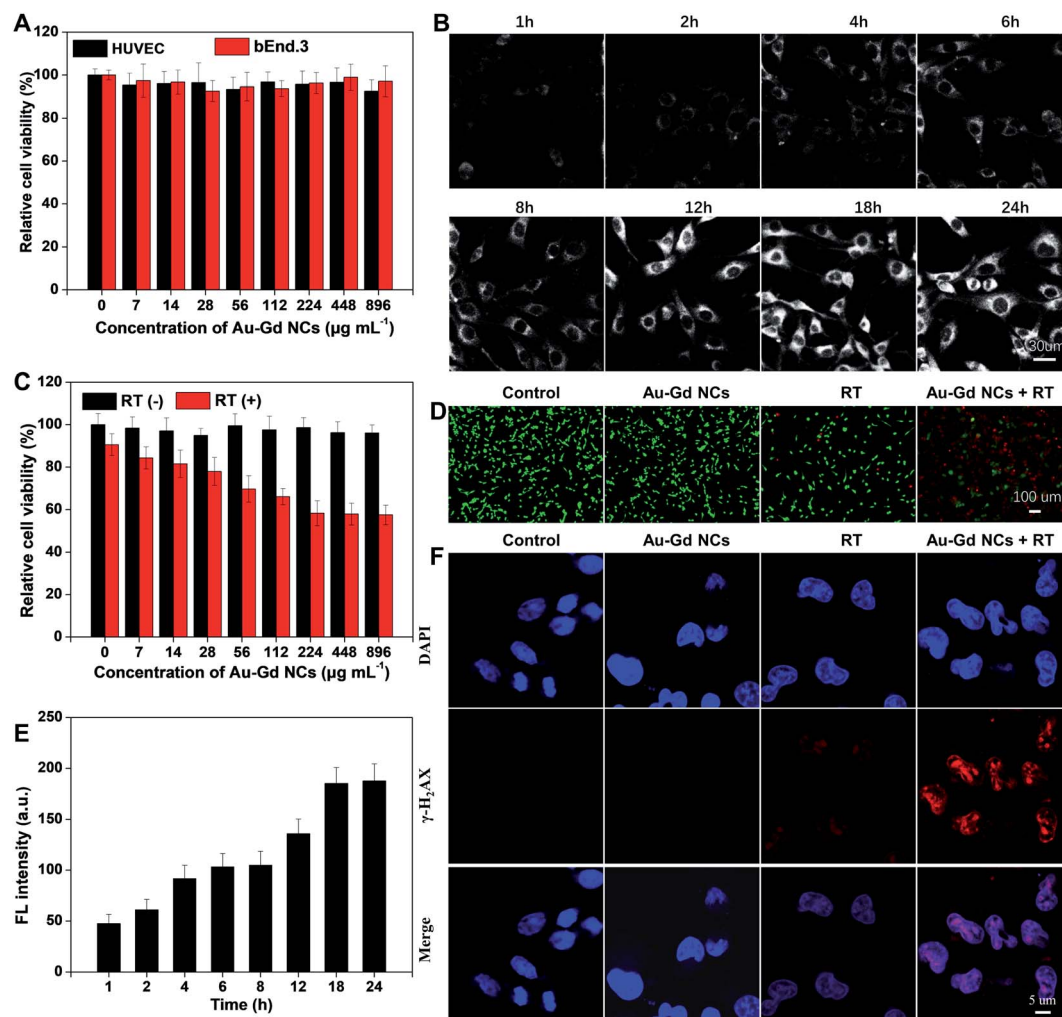 A
HUVEC bEnd.3
Relative cell viability (%)
120
100
80
60
40
20
0
0 7 14 28 56 112 224 448 896
Concentration of Au-Gd NCs (µg mL⁻¹)
B
1h 2h 4h 6h
8h 12h 18h 24h
30um
C
RT (-) RT (+)
Relative cell viability (%)
120
100
80
60
40
20
0
0 7 14 28 56 112 224 448 896
Concentration of Au-Gd NCs (µg mL⁻¹)
D
Control Au-Gd NCs RT Au-Gd NCs + RT
100 um
E
FL intensity (a.u.)
250
200
150
100
50
0
1 2 4 6 8 12 18 24
Time (h)
F
Control Au-Gd NCs RT Au-Gd NCs + RT
DAPI
γ-H₂AX
Merge
5 um